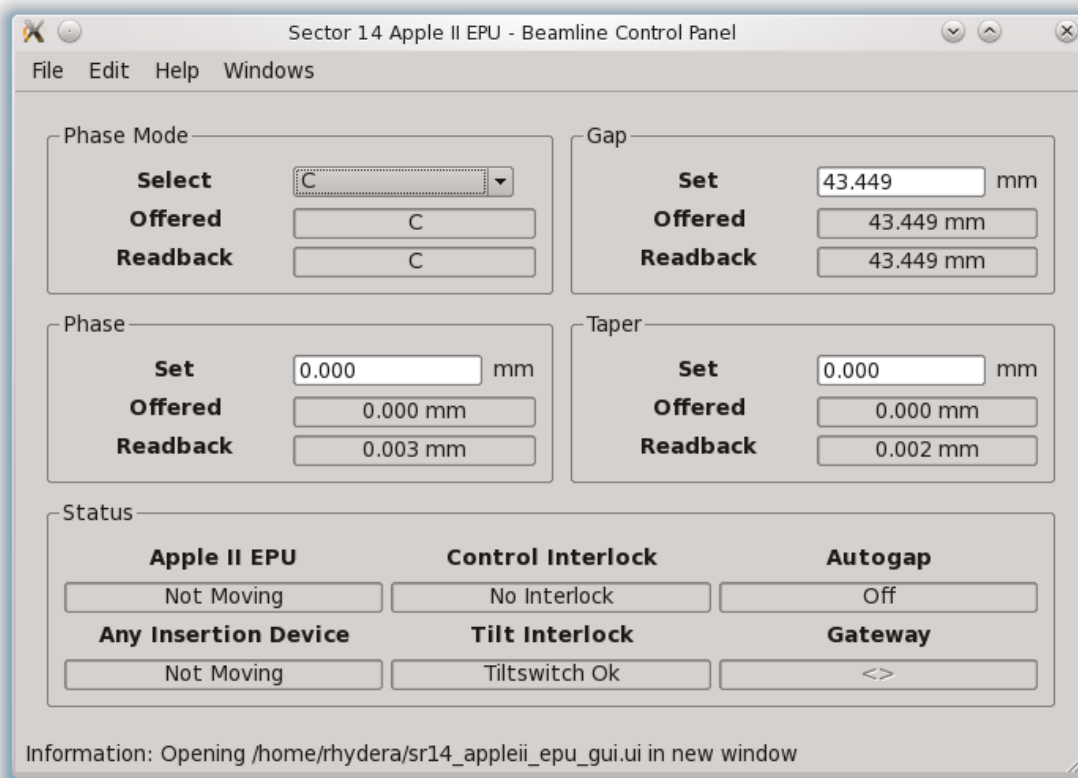 Sector 14 Apple II EPU - Beamline Control Panel
File Edit Help Windows
Phase Mode
Select C
Offered C
Readback C
Gap
Set 43.449 mm
Offered 43.449 mm
Readback 43.449 mm
Phase
Set 0.000 mm
Offered 0.000 mm
Readback 0.003 mm
Taper
Set 0.000 mm
Offered 0.000 mm
Readback 0.002 mm
Status
Apple II EPU Control Interlock Autogap
Not Moving No Interlock Off
Any Insertion Device Tilt Interlock Gateway
Not Moving Tiltswitch Ok <>
Information: Opening /home/rhydera/sr14_appleii_epu_gui.ui in new window